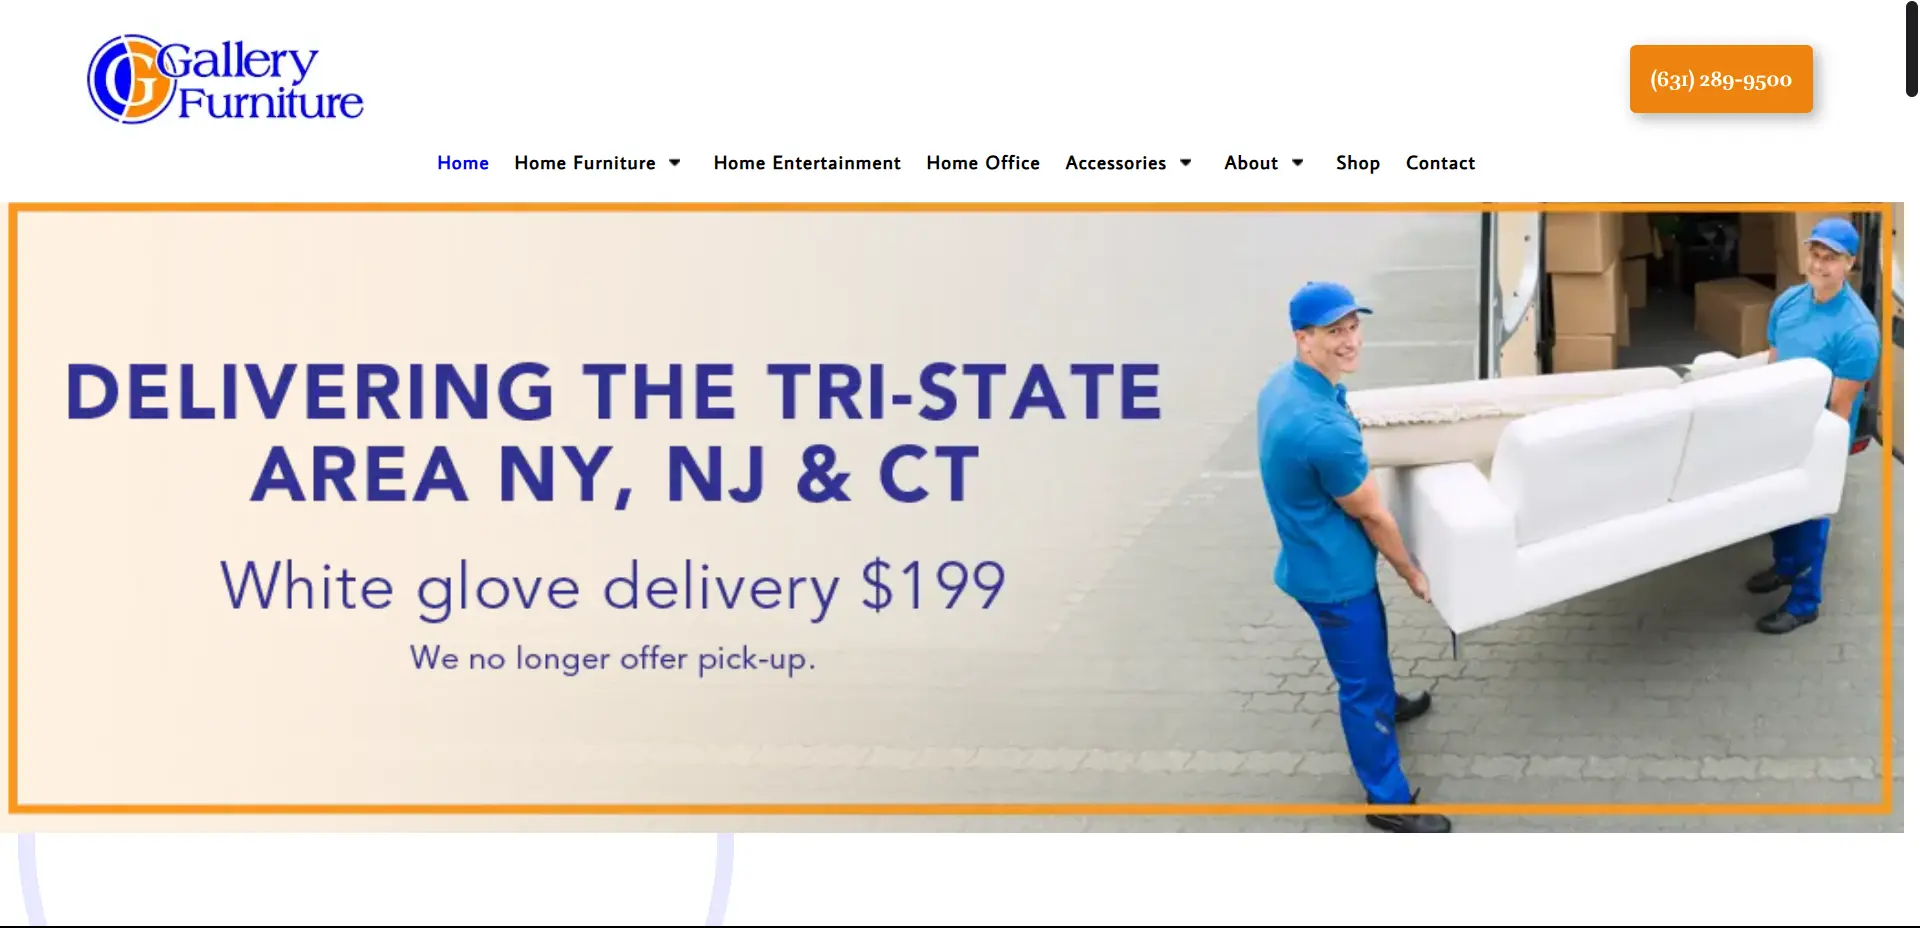 G Gallery
Furniture
(631) 289-9500
Home Home Furniture Home Entertainment Home Office Accessories About Shop Contact
DELIVERING THE TRI-STATE
AREA NY, NJ & CT
White glove delivery $199
We no longer offer pick-up.